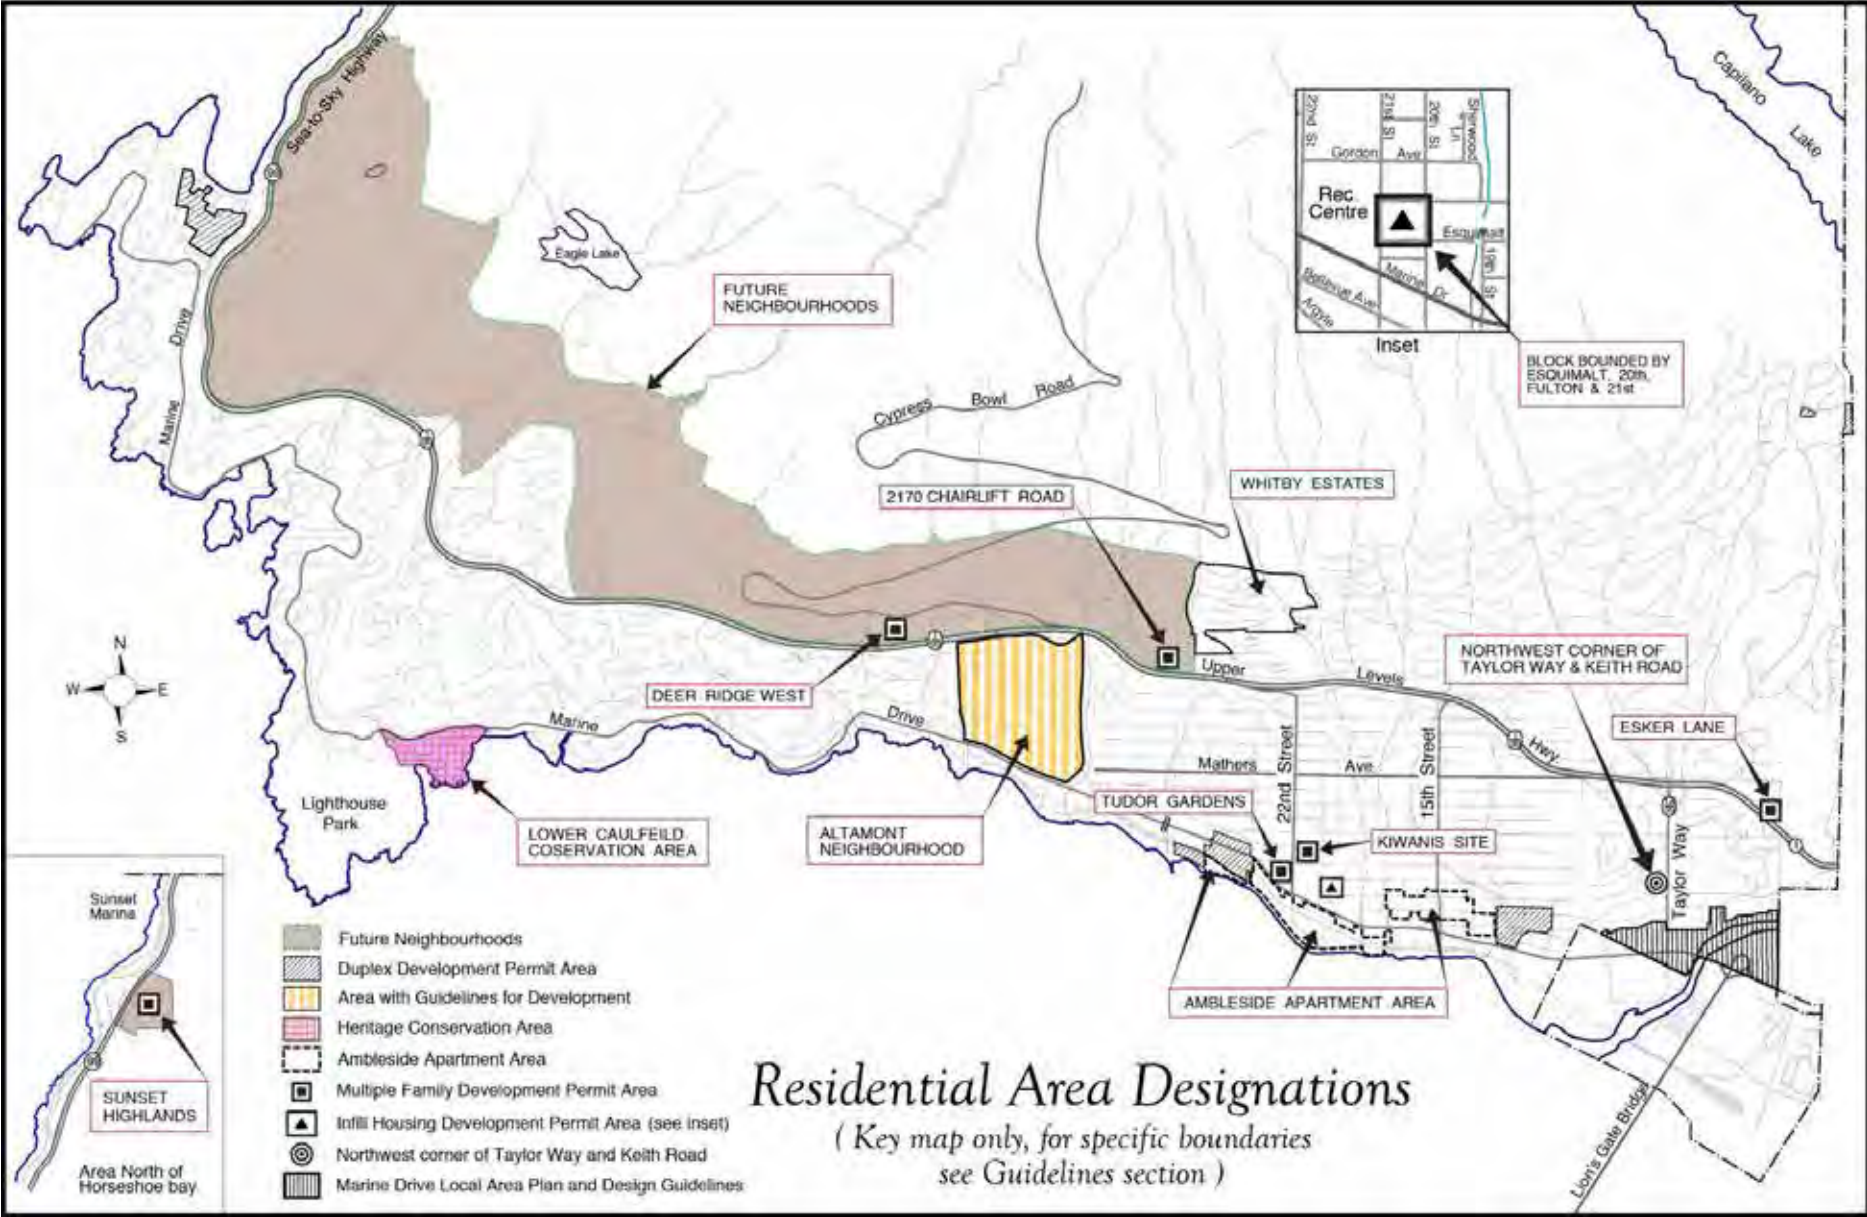 Sea-to-Sky Highway
Capilano
Lake
22nd St
21st St
20th St
Sherwood
Ln
Gordon Ave
Rec
Centre
Esquimalt
19th St
Marine Dr
Bellevue Ave
Argyle
Inset
BLOCK BOUNDED BY
ESQUIMALT, 20th,
FULTON & 21st
Eagle Lake
FUTURE
NEIGHBOURHOODS
Marine Drive
Cypress Bowl Road
2170 CHAIRLIFT ROAD
WHITBY ESTATES
N
W E
S
DEER RIDGE WEST
Upper Levels Hwy
NORTHWEST CORNER OF
TAYLOR WAY & KEITH ROAD
ESKER LANE
Marine Drive
Mathers Ave
22nd Street
15th Street
Taylor Way
TUDOR GARDENS
KIWANIS SITE
Lighthouse
Park
LOWER CAULFEILD
COSERVATION AREA
ALTAMONT
NEIGHBOURHOOD
AMBLESIDE APARTMENT AREA
Lion's Gate Bridge
Sunset
Marina
99
SUNSET
HIGHLANDS
Area North of
Horseshoe bay
Future Neighbourhoods
Duplex Development Permit Area
Area with Guidelines for Development
Heritage Conservation Area
Ambleside Apartment Area
Multiple Family Development Permit Area
Infill Housing Development Permit Area (see inset)
Northwest corner of Taylor Way and Keith Road
Marine Drive Local Area Plan and Design Guidelines
Residential Area Designations
( Key map only, for specific boundaries
see Guidelines section )